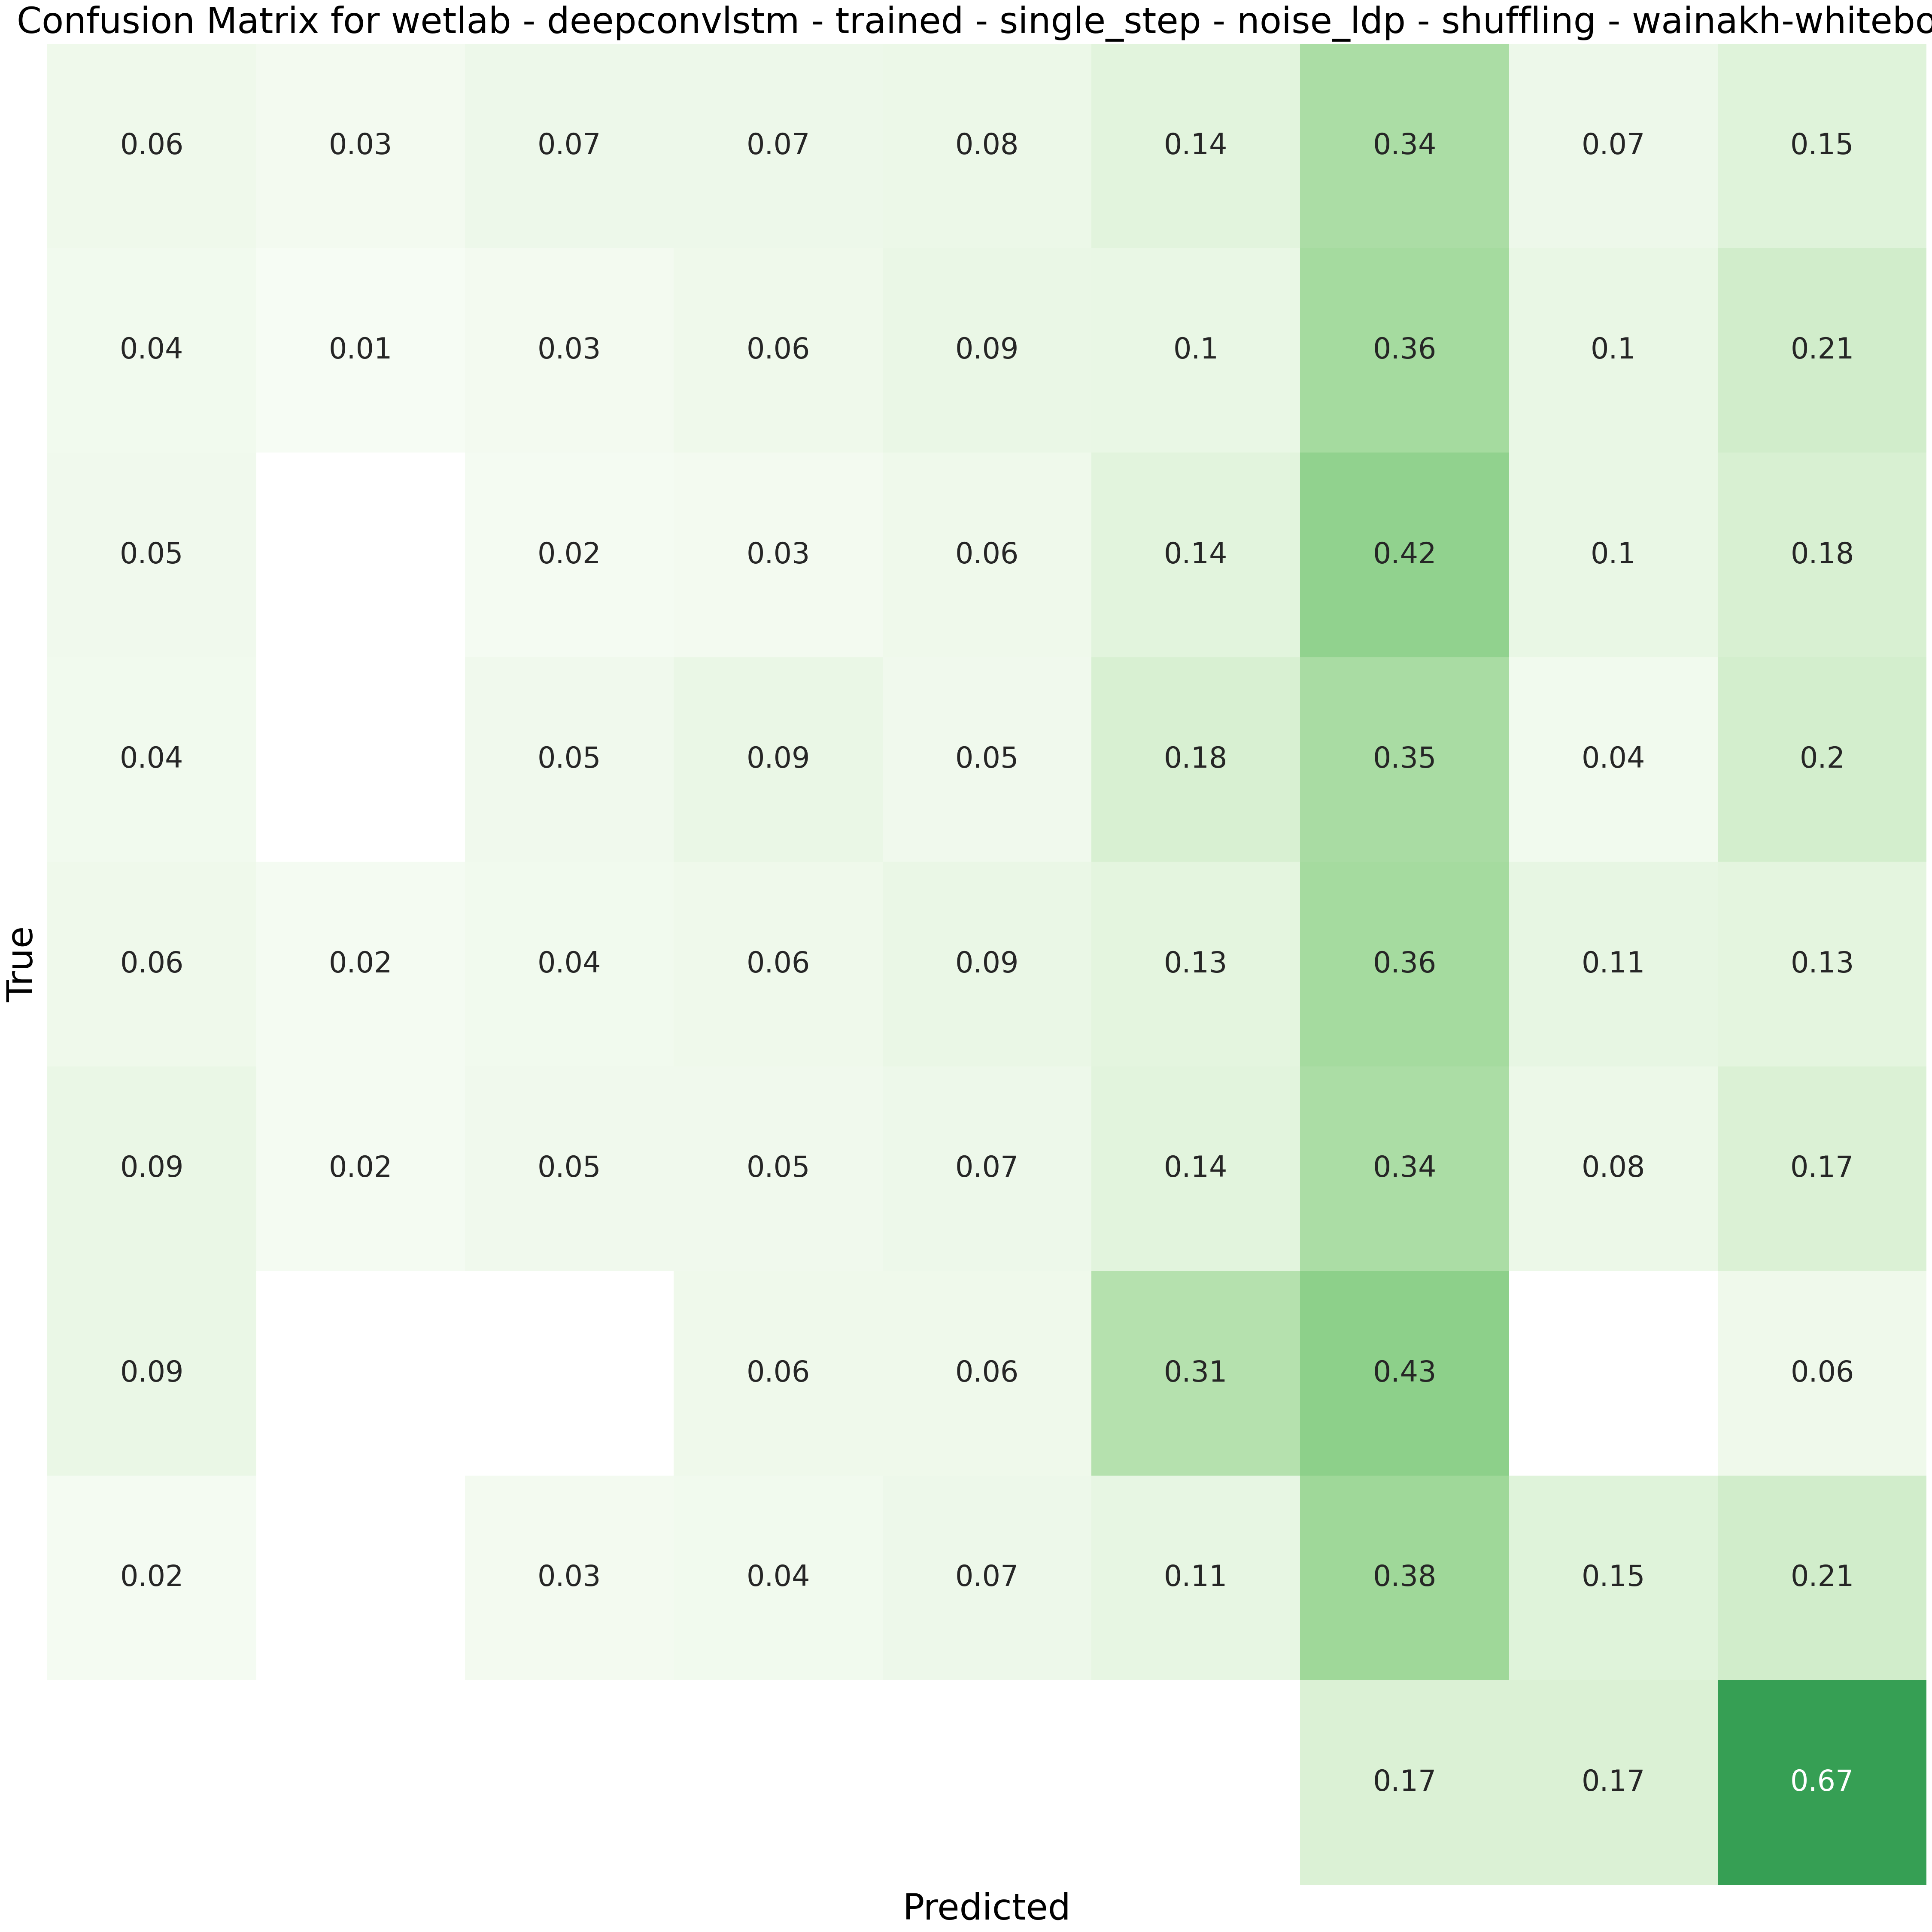 Confusion Matrix for wetlab - deepconvlstm - trained - single_step - noise_ldp - shuffling - wainakh-whitebo
0.06 0.03 0.07 0.07 0.08 0.14 0.34 0.07 0.15
0.04 0.01 0.03 0.06 0.09 0.1 0.36 0.1 0.21
0.05 0.02 0.03 0.06 0.14 0.42 0.1 0.18
0.04 0.05 0.09 0.05 0.18 0.35 0.04 0.2
0.06 0.02 0.04 0.06 0.09 0.13 0.36 0.11 0.13
0.09 0.02 0.05 0.05 0.07 0.14 0.34 0.08 0.17
0.09 0.06 0.06 0.31 0.43 0.06
0.02 0.03 0.04 0.07 0.11 0.38 0.15 0.21
0.17 0.17 0.67
True
Predicted